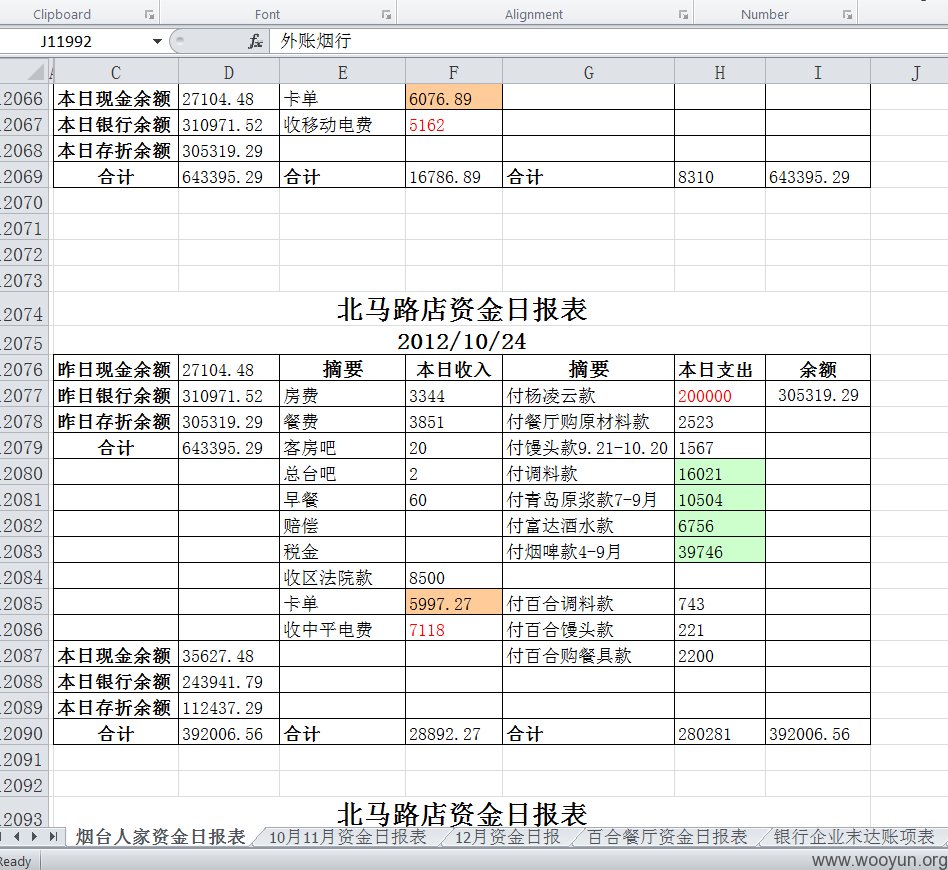 Clipboard Font Alignment Number
J11992 fx 外账烟行
C D E F G H I J
2066 本日现金余额 27104.48 卡单 6076.89
2067 本日银行余额 310971.52 收移动电费 5162
2068 本日存折余额 305319.29
2069 合计 643395.29 合计 16786.89 合计 8310 643395.29
2070
2071
2072
2073
2074 北马路店资金日报表
2075 2012/10/24
2076 昨日现金余额 27104.48 摘要 本日收入 摘要 本日支出 余额
2077 昨日银行余额 310971.52 房费 3344 付杨凌云款 200000 305319.29
2078 昨日存折余额 305319.29 餐费 3851 付餐厅购原材料款 2523
2079 合计 643395.29 客房吧 20 付馒头款9.21-10.20 1567
2080 总台吧 2 付调料款 16021
2081 早餐 60 付青岛原浆款7-9月 10504
2082 赔偿 付富达酒水款 6756
2083 税金 付烟啤款4-9月 39746
2084 收区法院款 8500
2085 卡单 5997.27 付百合调料款 743
2086 收中平电费 7118 付百合馒头款 221
2087 本日现金余额 35627.48 付百合购餐具款 2200
2088 本日银行余额 243941.79
2089 本日存折余额 112437.29
2090 合计 392006.56 合计 28892.27 合计 280281 392006.56
2091
2092
2093 北马路店资金日报表
烟台人家资金日报表 10月11月资金日报表 12月资金日报 百合餐厅资金日报表 银行企业末达账项表
Ready
www.wooyun.org